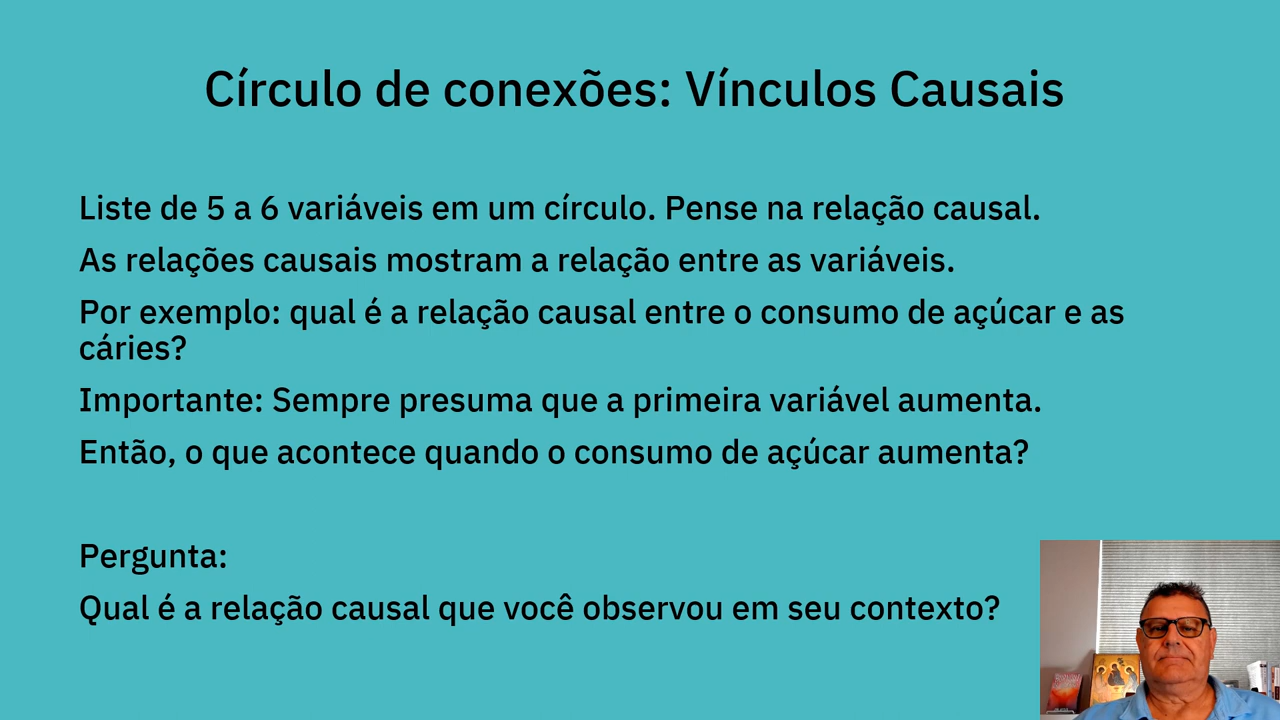 Círculo de conexões: Vínculos Causais
Liste de 5 a 6 variáveis em um círculo. Pense na relação causal.
As relações causais mostram a relação entre as variáveis.
Por exemplo: qual é a relação causal entre o consumo de açúcar e as
cáries?
Importante: Sempre presuma que a primeira variável aumenta.
Então, o que acontece quando o consumo de açúcar aumenta?
Pergunta:
Qual é a relação causal que você observou em seu contexto?